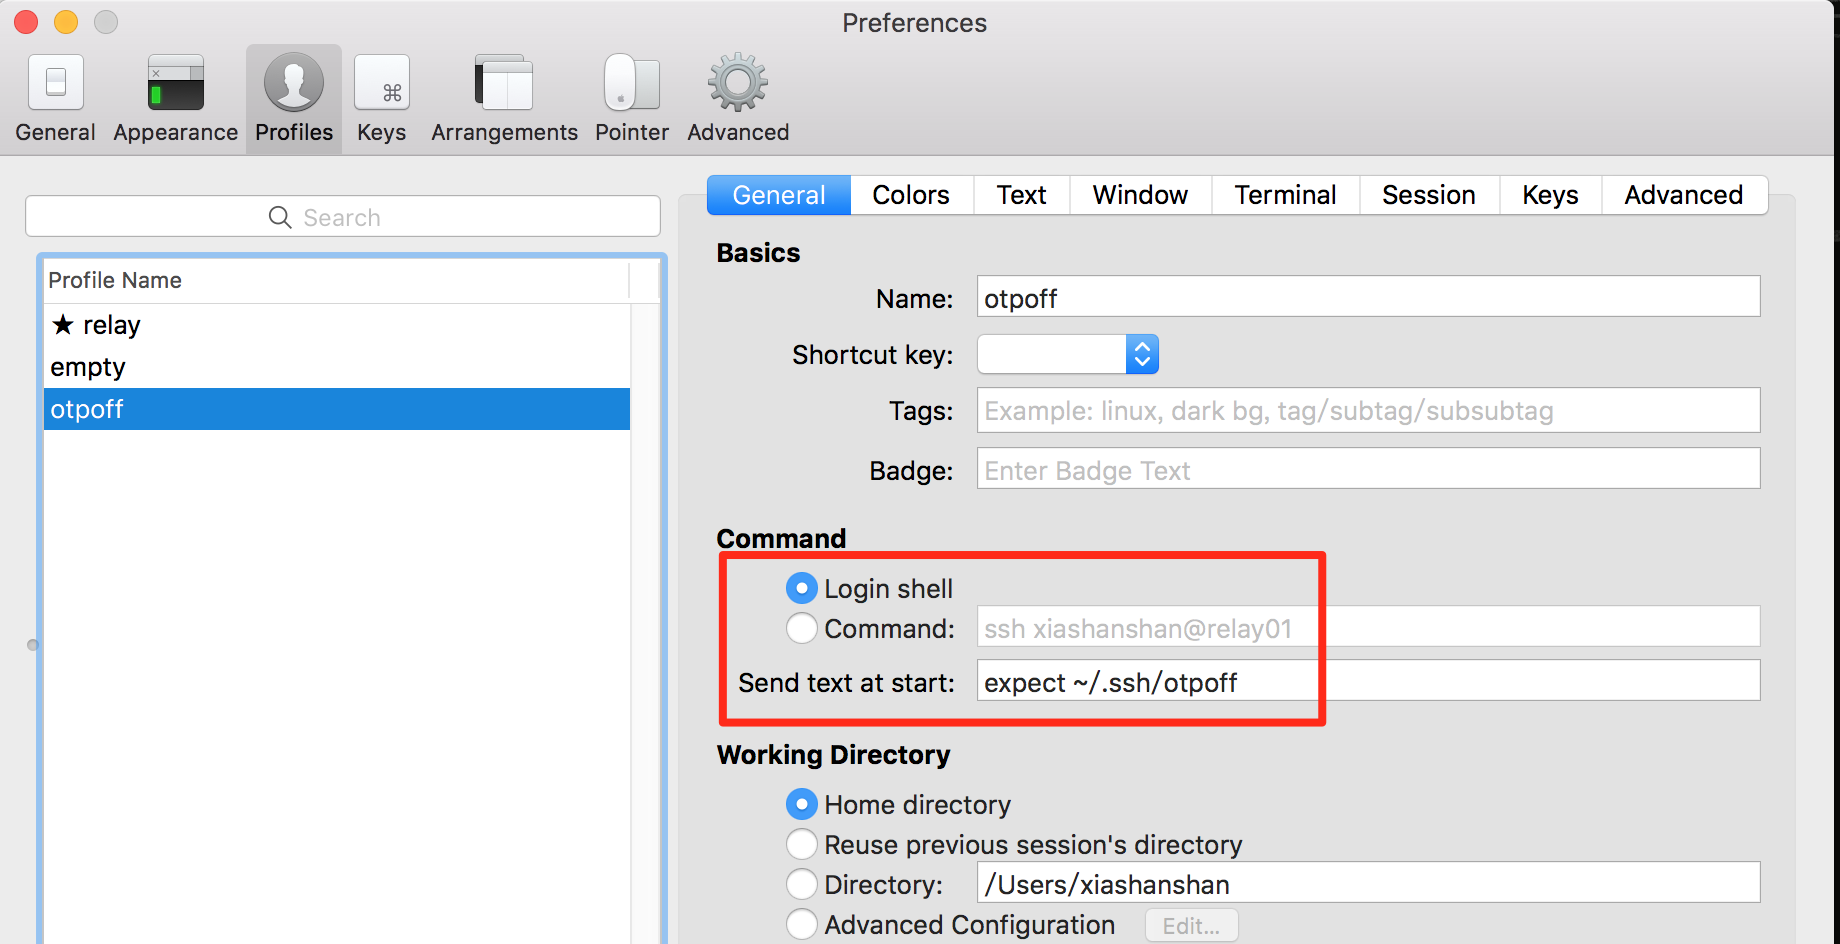 Preferences
General Appearance Profiles Keys Arrangements Pointer Advanced
Search
Profile Name
★ relay
empty
otpoff
General Colors Text Window Terminal Session Keys Advanced
Basics
Name: otpoff
Shortcut key:
Tags: Example: linux, dark bg, tag/subtag/subsubtag
Badge: Enter Badge Text
Command
Login shell
Command: ssh xiashanshan@relay01
Send text at start: expect ~/.ssh/otpoff
Working Directory
Home directory
Reuse previous session's directory
Directory: /Users/xiashanshan
Advanced Configuration Edit...